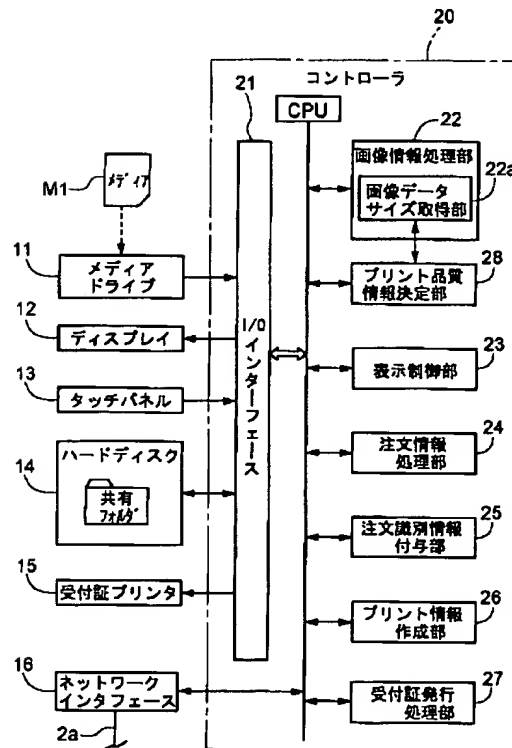 20
コントローラ
21
CPU
22
画像情報処理部
22a
画像データ
サイズ取得部
M1
メディア
11
メディア
ドライブ
28
プリント品質
情報決定部
12
ディスプレイ
I/Oインターフェース
23
表示制御部
13
タッチパネル
24
注文情報
処理部
14
ハードディスク
共有
フォルダ
25
注文識別情報
付与部
15
受付証プリンタ
26
プリント情報
作成部
16
ネットワーク
インタフェース
2a
27
受付証発行
処理部